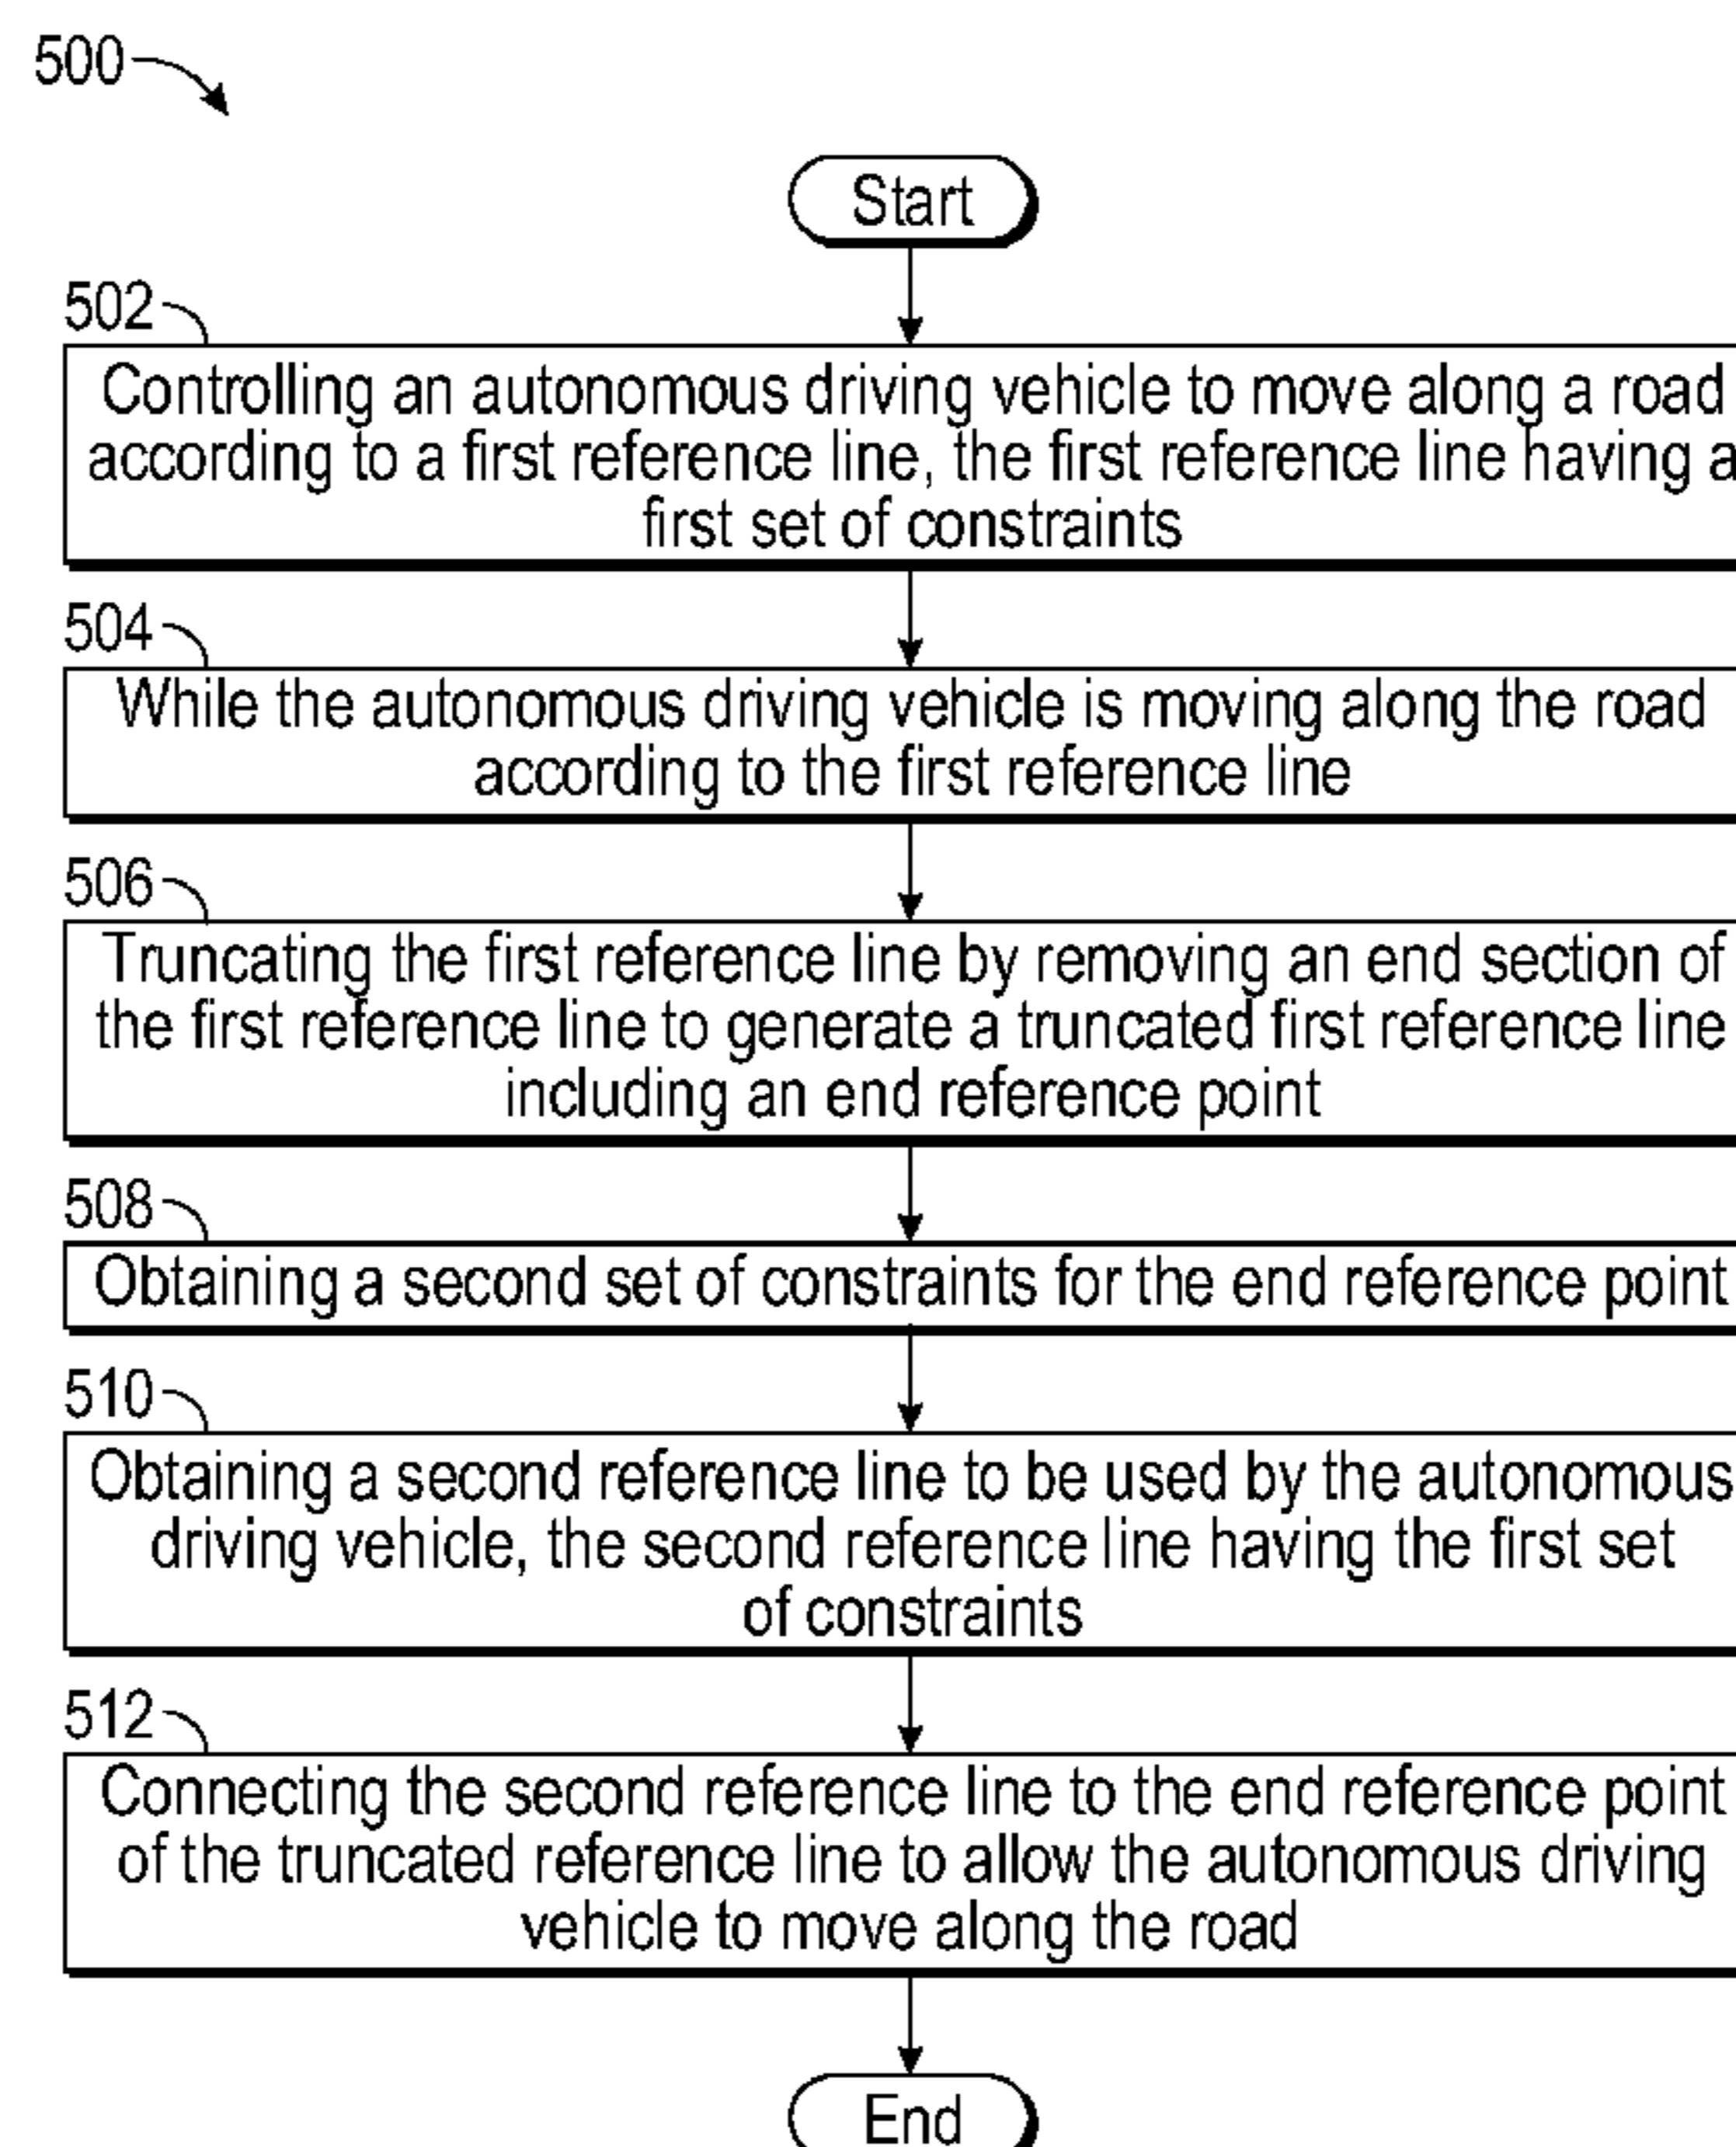 500
Start
502
Controlling an autonomous driving vehicle to move along a road
according to a first reference line, the first reference line having a
first set of constraints
504
While the autonomous driving vehicle is moving along the road
according to the first reference line
506
Truncating the first reference line by removing an end section of
the first reference line to generate a truncated first reference line
including an end reference point
508
Obtaining a second set of constraints for the end reference point
510
Obtaining a second reference line to be used by the autonomous
driving vehicle, the second reference line having the first set
of constraints
512
Connecting the second reference line to the end reference point
of the truncated reference line to allow the autonomous driving
vehicle to move along the road
End